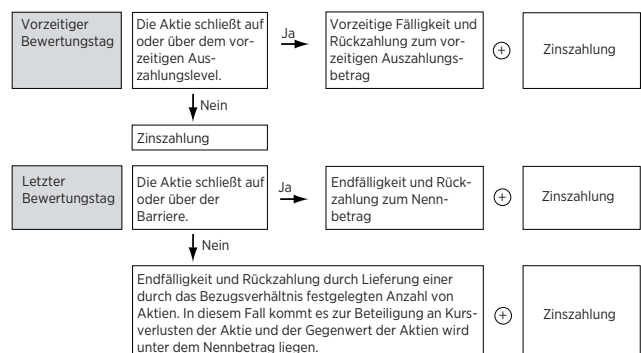 Vorzeitiger
Bewertungstag
Die Aktie schließt auf
oder über dem vor-
zeitigen Aus-
zahlungslevel.
Ja
Vorzeitige Fälligkeit und
Rückzahlung zum vor-
zeitigen Auszahlungs-
betrag
+
Zinszahlung
Nein
Zinszahlung
Letzter
Bewertungstag
Die Aktie schließt auf
oder über der
Barriere.
Ja
Endfälligkeit und Rück-
zahlung zum Nenn-
betrag
+
Zinszahlung
Nein
Endfälligkeit und Rückzahlung durch Lieferung einer
durch das Bezugsverhältnis festgelegten Anzahl von
Aktien. In diesem Fall kommt es zur Beteiligung an Kurs-
verlusten der Aktie und der Gegenwert der Aktien wird
unter dem Nennbetrag liegen.
+
Zinszahlung